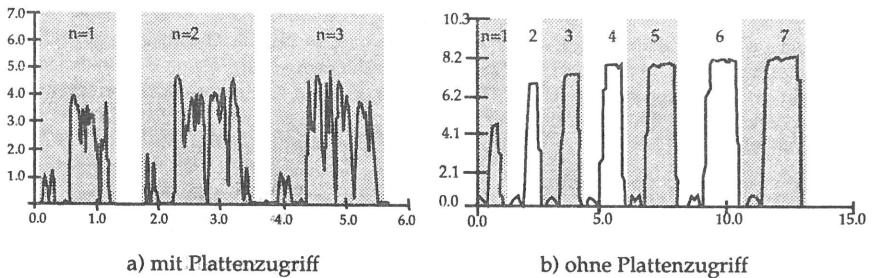 7.0
6.0
5.0
4.0
3.0
2.0
1.0
n=1
n=2
n=3
0.0 1.0 2.0 3.0 4.0 5.0 6.0
a) mit Plattenzugriff
10.3
8.2
6.2
4.1
2.1
0.0
n=1 2 3 4 5 6 7
0.0 5.0 10.0 15.0
b) ohne Plattenzugriff